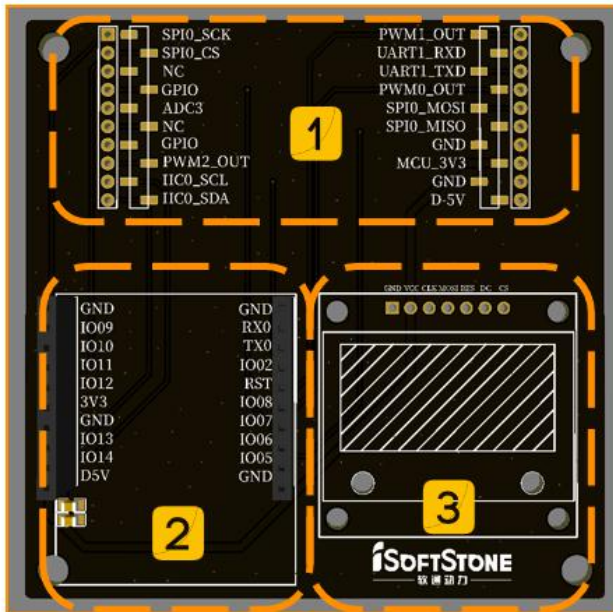 SPI0_SCK
SPI0_CS
NC
GPIO
ADC3
NC
GPIO
PWM2_OUT
IIC0_SCL
IIC0_SDA
PWM1_OUT
UART1_RXD
UART1_TXD
PWM0_OUT
SPI0_MOSI
SPI0_MISO
GND
MCU_3V3
GND
D-5V
1
GND
IO09
IO10
IO11
IO12
3V3
GND
IO13
IO14
D5V
GND
RX0
TX0
IO02
RST
IO08
IO07
IO06
IO05
GND
2
GND VCC CLK MOSI RES DC CS
3
iSOFTSTONE
软通动力